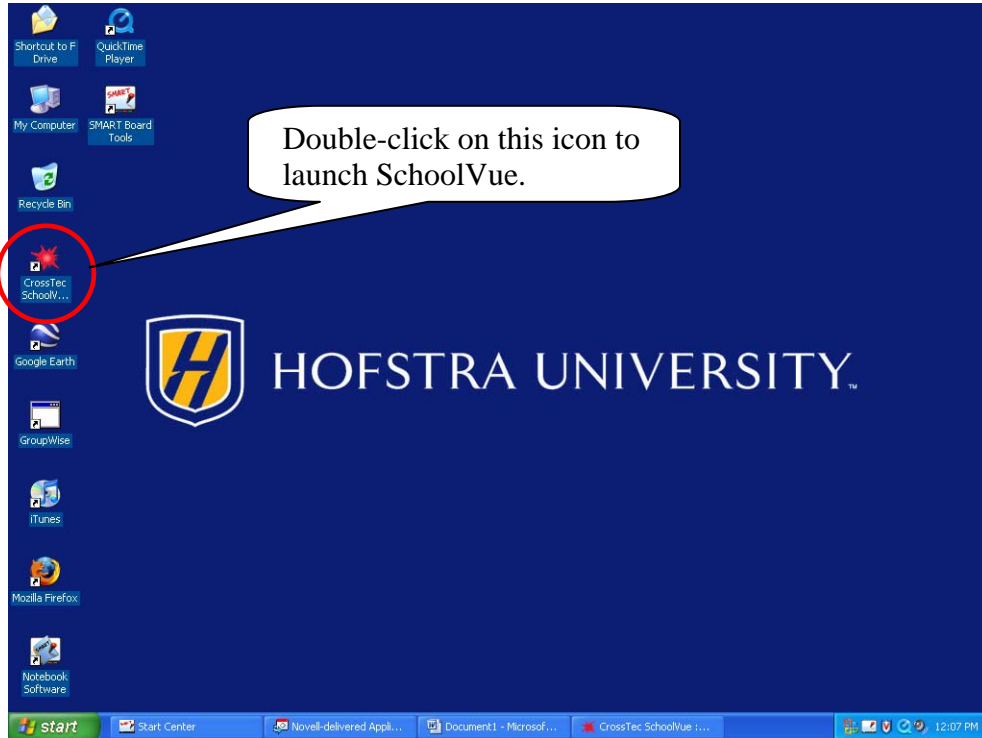 Shortcut to F
Drive
QuickTime
Player
My Computer
SMART
SMART Board
Tools
Double-click on this icon to
launch SchoolVue.
Recycle Bin
CrossTec
SchoolV...
Google Earth
HOFSTRA UNIVERSITY™
GroupWise
iTunes
Mozilla Firefox
Notebook
Software
start
Start Center
Novell-delivered Appli...
Document1 - Microsof...
CrossTec SchoolVue :...
12:07 PM